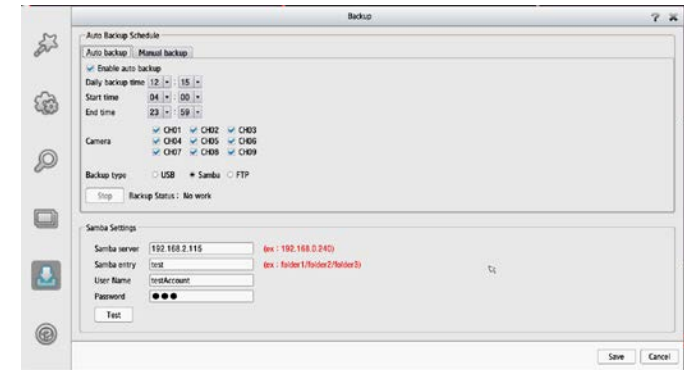 Backup ? ×
Auto Backup Schedule
Auto backup Manual backup
Enable auto backup
Daily backup time 12 : 15
Start time 04 : 00
End time 23 : 59
CH01 CH02 CH03
Camera CH04 CH05 CH06
CH07 CH08 CH09
Backup type USB Samba FTP
Stop Backup Status : No work
Samba Settings
Samba server 192.168.2.115 (ex : 192.168.0.240)
Samba entry test (ex : folder1/folder2/folder3)
User Name testAccount
Password ●●●
Test
Save Cancel